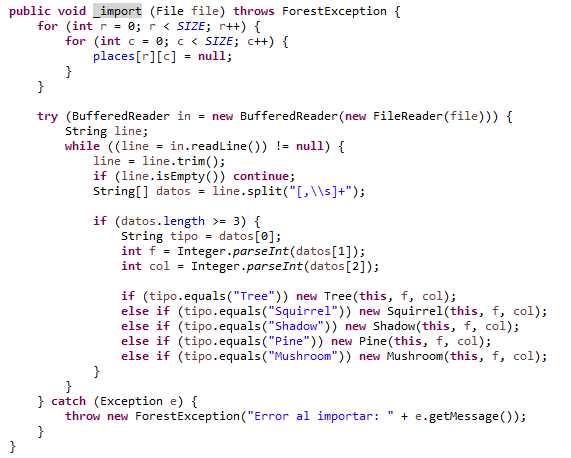 public void _import (File file) throws ForestException {
    for (int r = 0; r < SIZE; r++) {
        for (int c = 0; c < SIZE; c++) {
            places[r][c] = null;
        }
    }

    try (BufferedReader in = new BufferedReader(new FileReader(file))) {
        String line;
        while ((line = in.readLine()) != null) {
            line = line.trim();
            if (line.isEmpty()) continue;
            String[] datos = line.split("[,\\s]+");

            if (datos.length >= 3) {
                String tipo = datos[0];
                int f = Integer.parseInt(datos[1]);
                int col = Integer.parseInt(datos[2]);

                if (tipo.equals("Tree")) new Tree(this, f, col);
                else if (tipo.equals("Squirrel")) new Squirrel(this, f, col);
                else if (tipo.equals("Shadow")) new Shadow(this, f, col);
                else if (tipo.equals("Pine")) new Pine(this, f, col);
                else if (tipo.equals("Mushroom")) new Mushroom(this, f, col);
            }
        }
    } catch (Exception e) {
        throw new ForestException("Error al importar: " + e.getMessage());
    }
}